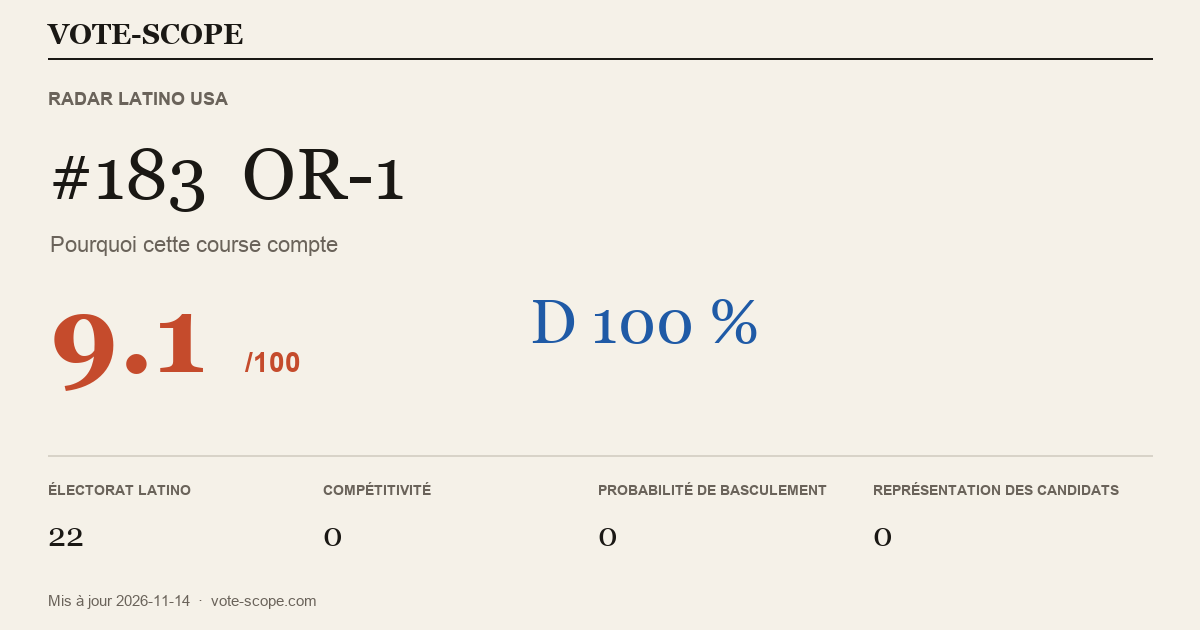 VOTE-SCOPE
RADAR LATINO USA
#183 OR-1
Pourquoi cette course compte
9.1 /100
D 100 %
ÉLECTORAT LATINO
COMPÉTITIVITÉ
PROBABILITÉ DE BASCULEMENT
REPRÉSENTATION DES CANDIDATS
22
0
0
0
Mis à jour 2026-11-14 · vote-scope.com